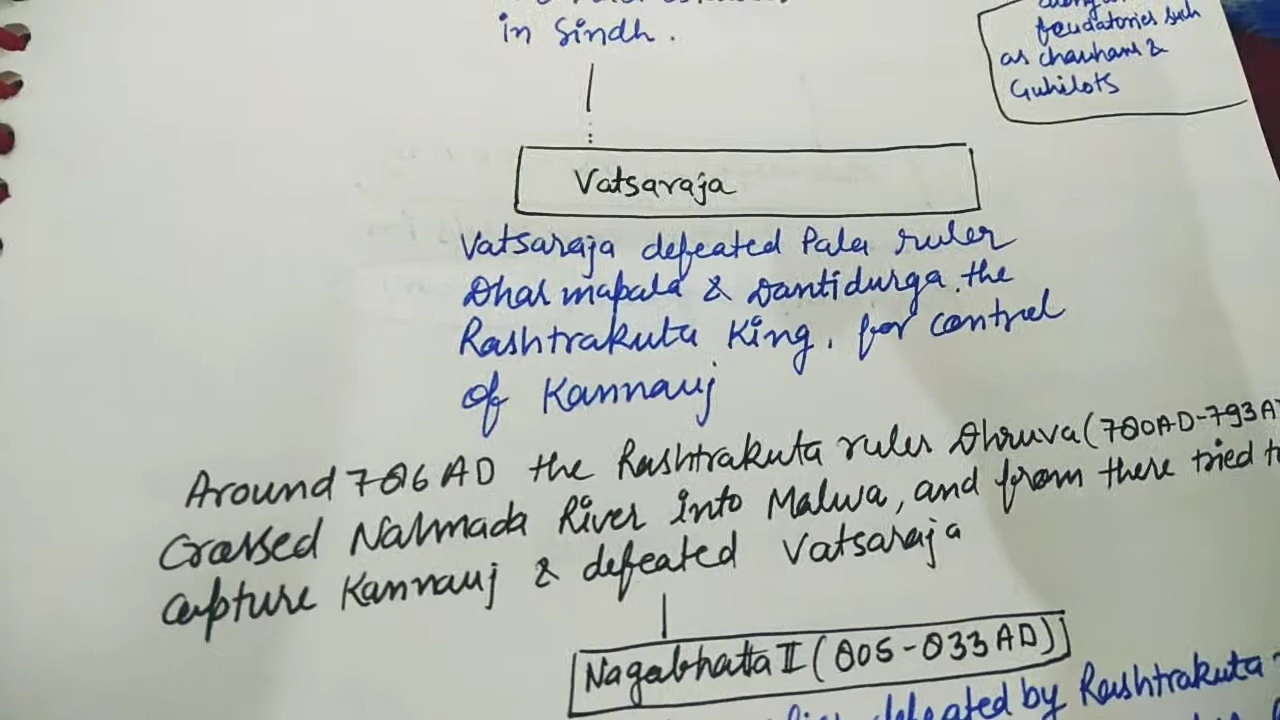 in Sindh.
feudatories such
as chauhans &
Guhilots
Vatsaraja
Vatsaraja defeated Pala ruler
Dharmapala & Dantidurga, the
Rashtrakuta King, for control
of Kannauj
Around 786 AD the Rashtrakuta ruler Dhruva (780AD-793A
Crossed Narmada River into Malwa, and from there tried t
capture Kannauj & defeated Vatsaraja
Nagabhatta II (805-833 AD)
defeated by Rashtrakuta